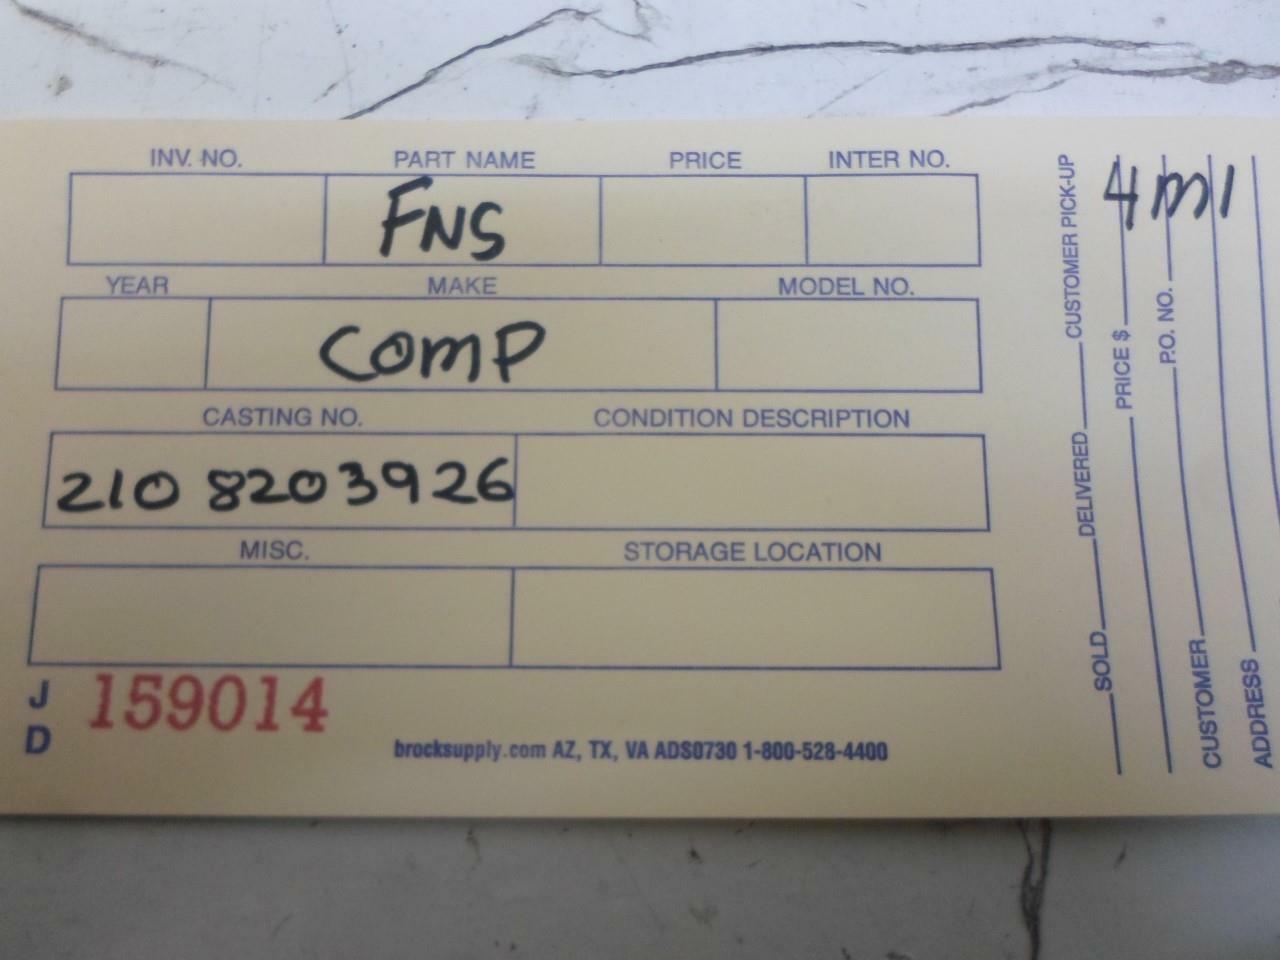 INV. NO. PART NAME PRICE INTER NO.
FNS
YEAR MAKE MODEL NO.
COMP
CASTING NO. CONDITION DESCRIPTION
210 8203926
MISC. STORAGE LOCATION
J D 159014
brocksupply.com AZ, TX, VA ADS0730 1-800-528-4400
SOLD DELIVERED CUSTOMER PICK-UP
PRICE $
P.O. NO.
CUSTOMER
ADDRESS
4m1